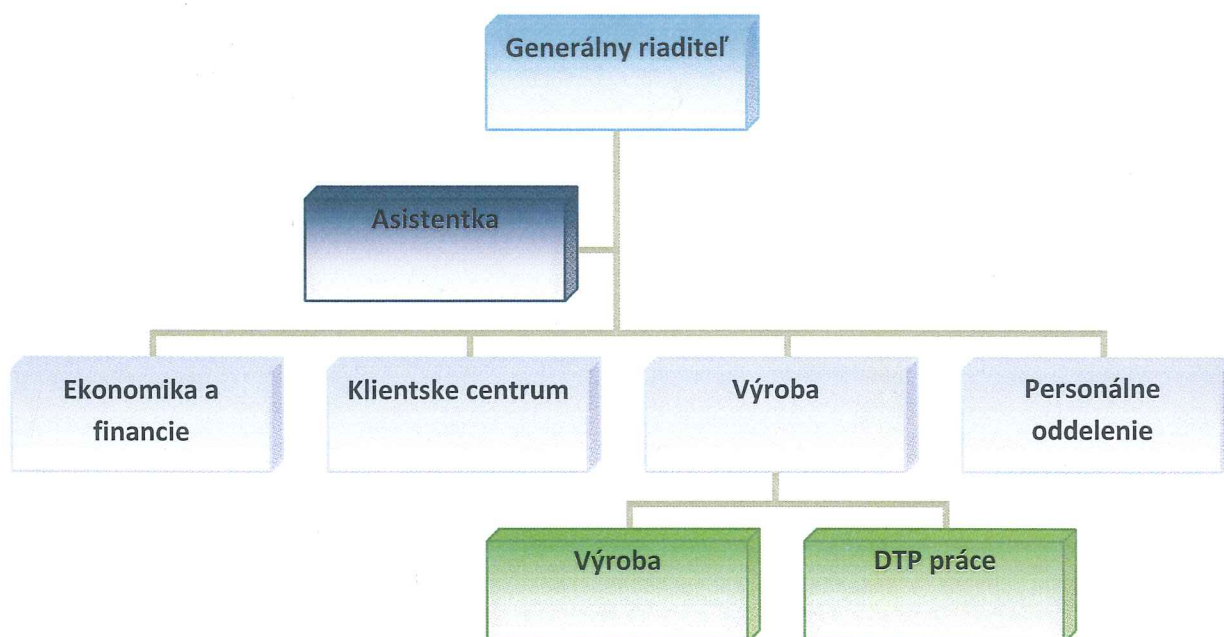 Generálny riaditeľ
Asistentka
Ekonomika a
financie
Klientske centrum
Výroba
Personálne
oddelenie
Výroba
DTP práce